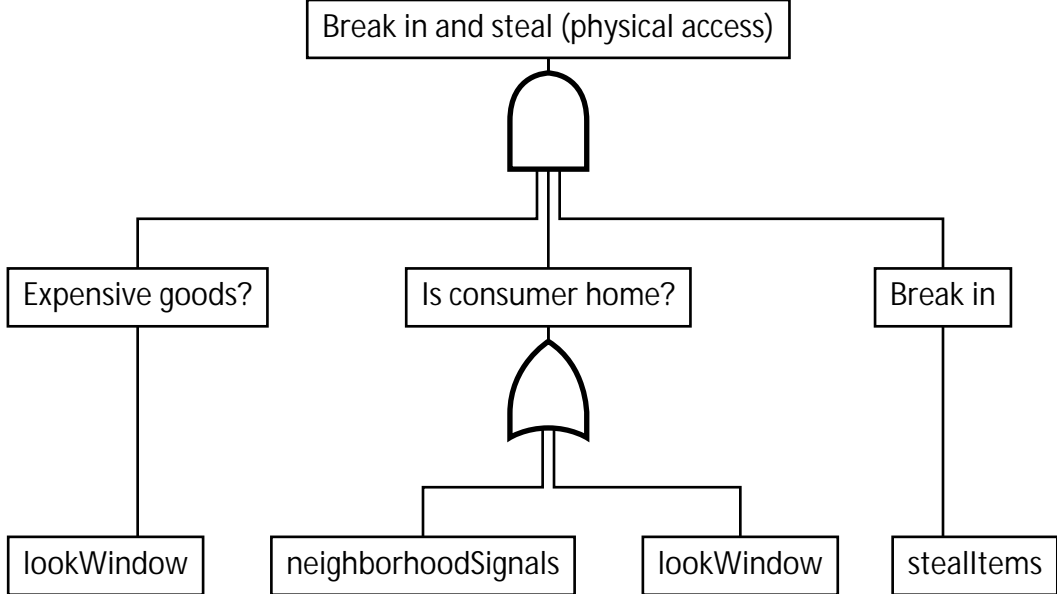 Break in and steal (physical access)
Expensive goods?
Is consumer home?
Break in
lookWindow
neighborhoodSignals
lookWindow
stealItems